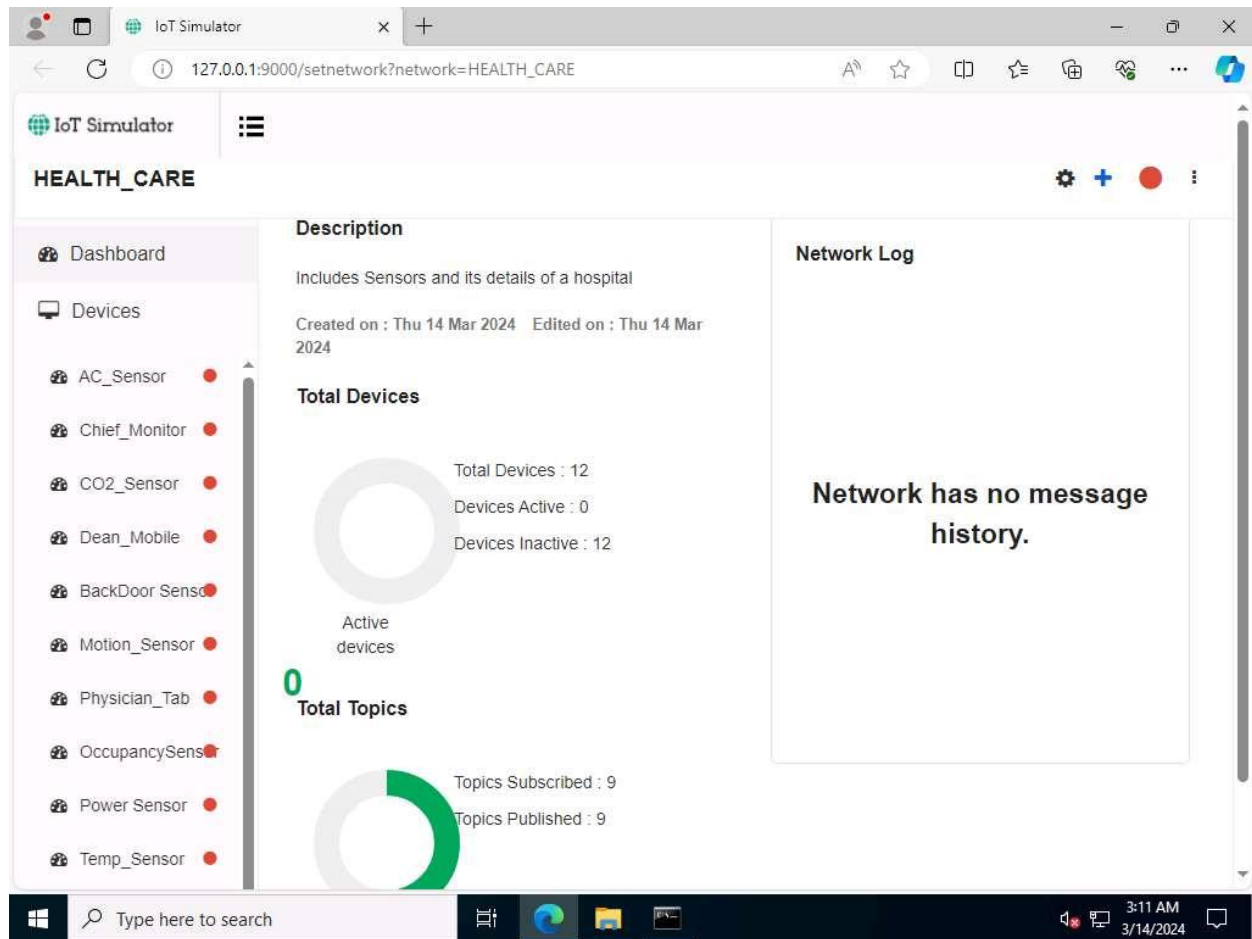 IoT Simulator
127.0.0.1:9000/setnetwork?network=HEALTH_CARE
IoT Simulator
HEALTH_CARE
Dashboard
Devices
AC_Sensor
Chief_Monitor
CO2_Sensor
Dean_Mobile
BackDoor Senso
Motion_Sensor
Physician_Tab
OccupancySensor
Power Sensor
Temp_Sensor
Description
Includes Sensors and its details of a hospital
Created on : Thu 14 Mar 2024 Edited on : Thu 14 Mar
2024
Total Devices
Total Devices : 12
Devices Active : 0
Devices Inactive : 12
Active
devices
0
Total Topics
Topics Subscribed : 9
Topics Published : 9
Network Log
Network has no message
history.
Type here to search
3:11 AM
3/14/2024